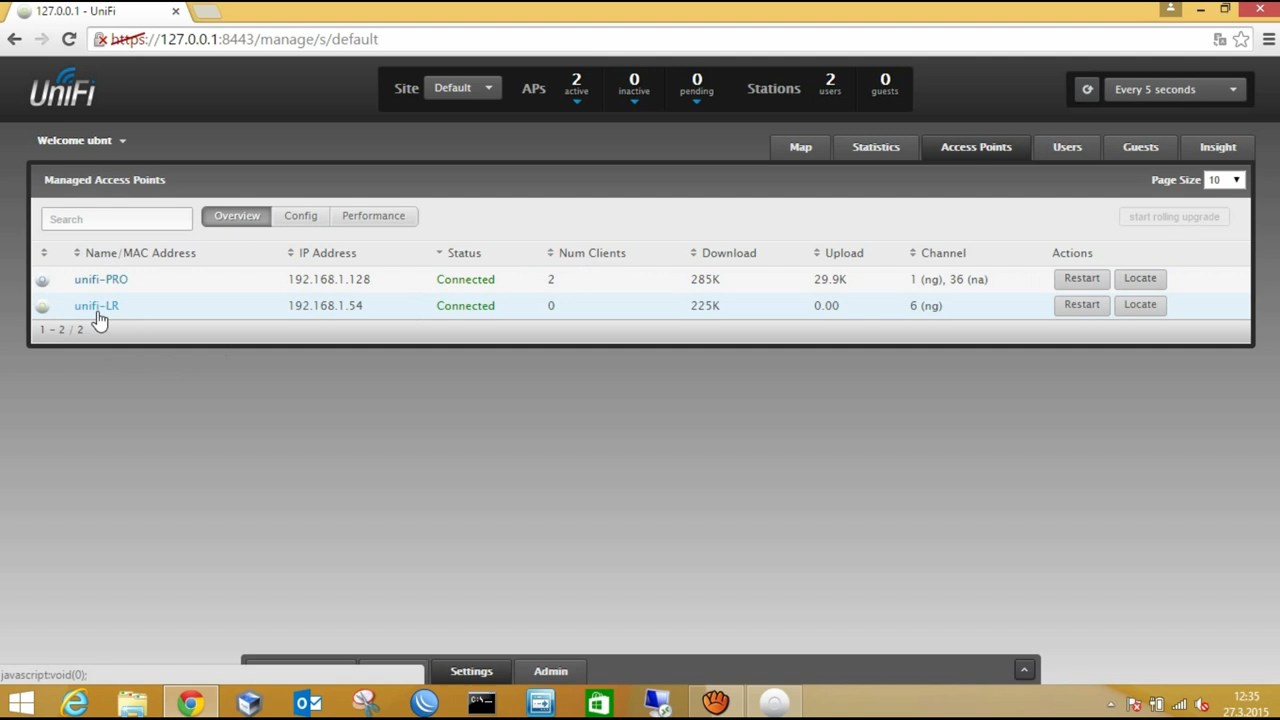 127.0.0.1 - UniFi
https://127.0.0.1:8443/manage/s/default
UniFi
Site Default APs 2 active 0 inactive 0 pending Stations 2 users 0 guests
Every 5 seconds
Welcome ubnt
Map Statistics Access Points Users Guests Insight
Managed Access Points Page Size 10
Search Overview Config Performance start rolling upgrade
Name/MAC Address IP Address Status Num Clients Download Upload Channel Actions
unifi-PRO 192.168.1.128 Connected 2 285K 29.9K 1 (ng), 36 (na) Restart Locate
unifi-LR 192.168.1.54 Connected 0 225K 0.00 6 (ng) Restart Locate
1 - 2 / 2
javascript:void(0); Settings Admin
12:35
27.3.2015